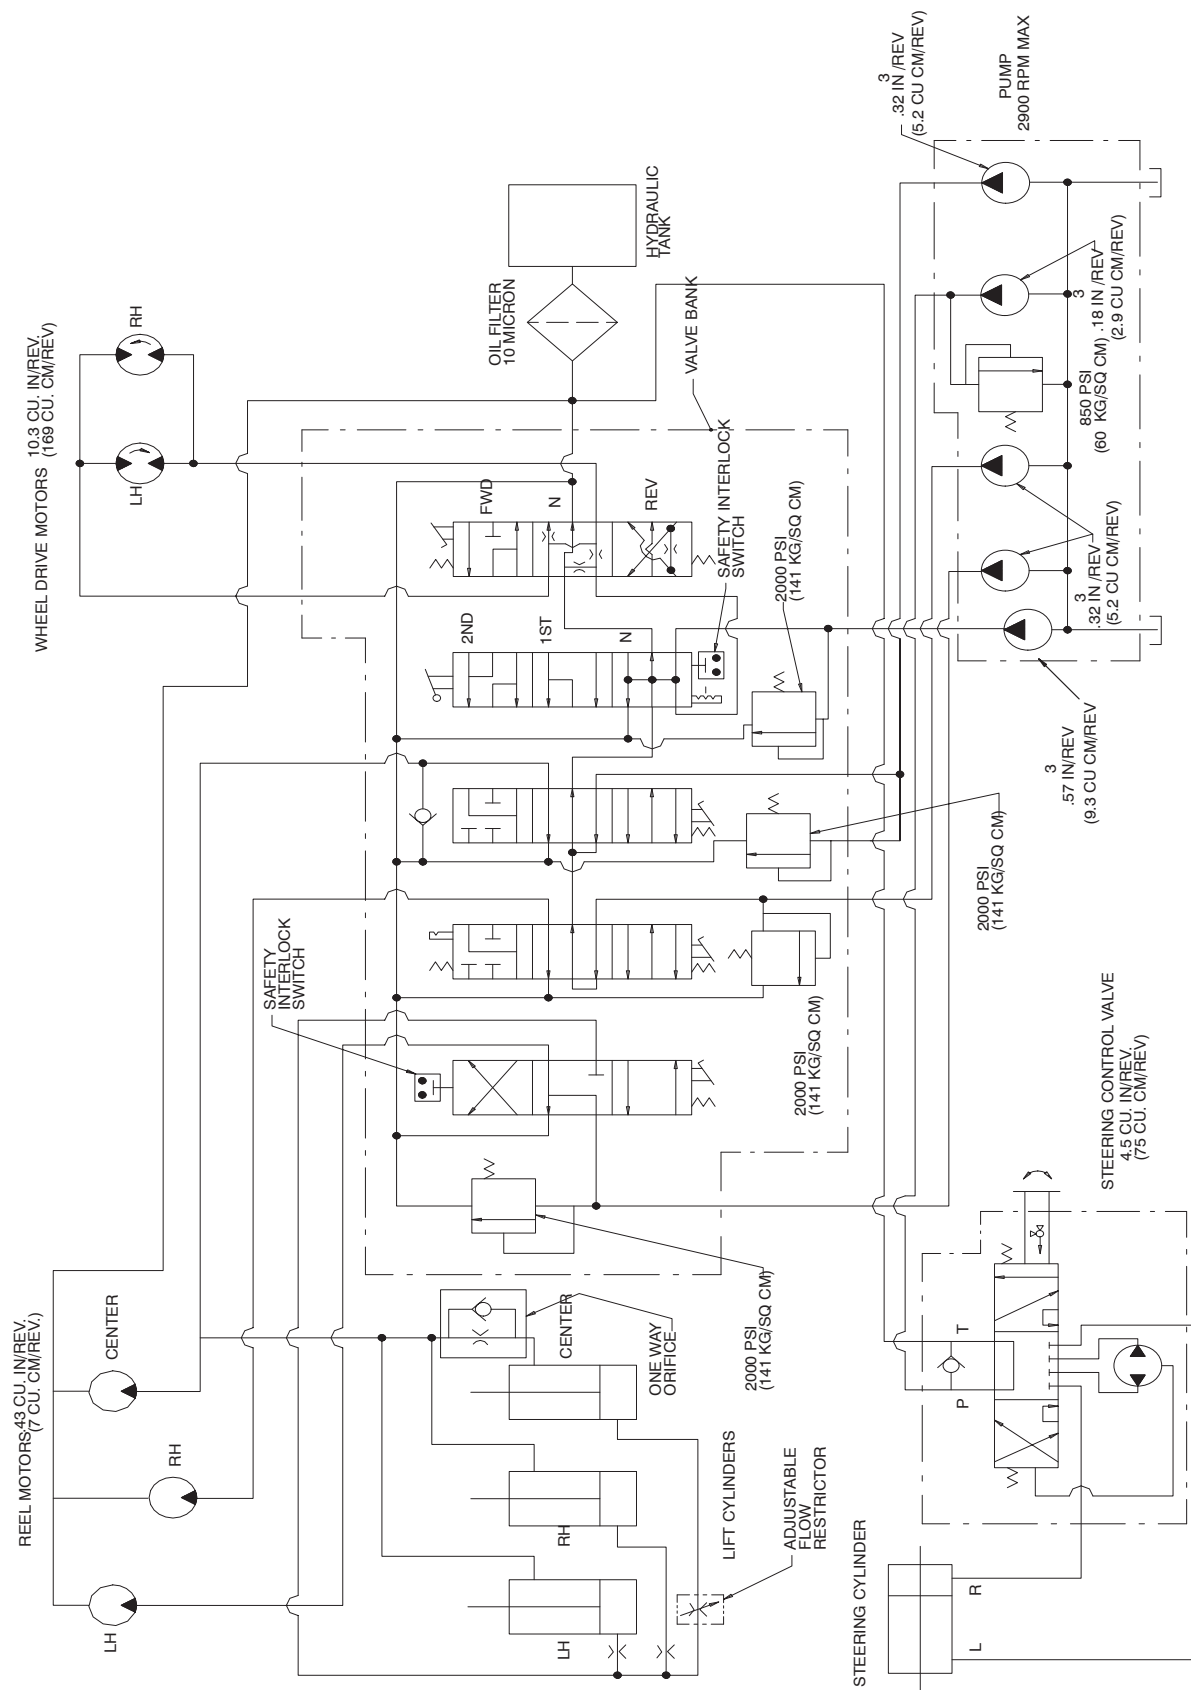 WHEEL DRIVE MOTORS 10.3 CU. IN/REV.
(169 CU. CM/REV)
LH
RH
OIL FILTER
10 MICRON
HYDRAULIC
TANK
VALVE BANK
FWD
N
REV
2ND
1ST
N
SAFETY INTERLOCK
SWITCH
2000 PSI
(141 KG/SQ CM)
2000 PSI
(141 KG/SQ CM)
2000 PSI
(141 KG/SQ CM)
2000 PSI
(141 KG/SQ CM)
SAFETY
INTERLOCK
SWITCH
3
.32 IN /REV
(5.2 CU CM/REV)
PUMP
2900 RPM MAX
3
.18 IN /REV
(2.9 CU CM/REV)
850 PSI
(60 KG/SQ CM)
3
.32 IN /REV
(5.2 CU CM/REV)
3
.57 IN/REV
(9.3 CU CM/REV
REEL MOTORS .43 CU. IN/REV.
(7 CU. CM/REV.)
LH
RH
CENTER
CENTER
ONE WAY
ORIFICE
RH
LH
LIFT CYLINDERS
ADJUSTABLE
FLOW
RESTRICTOR
STEERING CONTROL VALVE
4.5 CU. IN/REV.
(75 CU. CM/REV)
P
T
STEERING CYLINDER
L
R